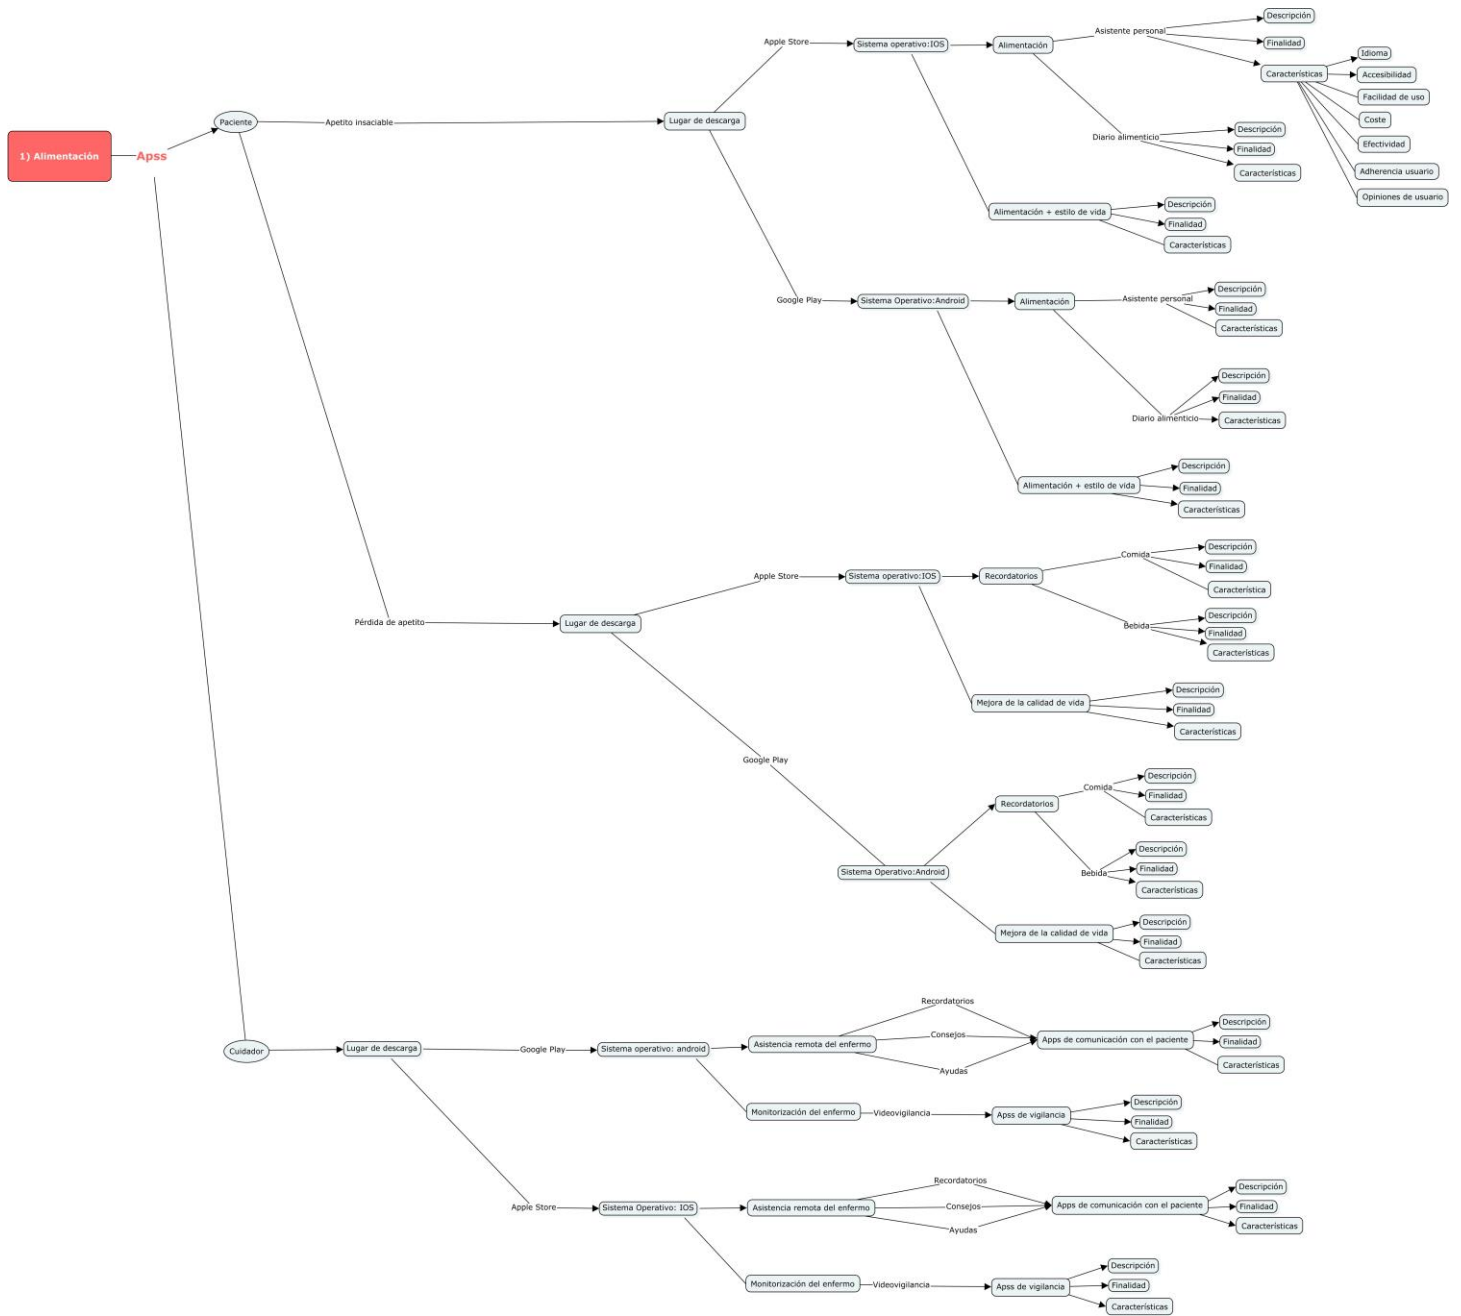 1) Alimentación
Apss
Paciente
Apetito insaciable
Lugar de descarga
Apple Store
Sistema operativo:IOS
Alimentación
Asistente personal
Descripción
Finalidad
Características
Idioma
Accesibilidad
Facilidad de uso
Coste
Efectividad
Adherencia usuario
Opiniones de usuario
Diario alimenticio
Descripción
Finalidad
Características
Alimentación + estilo de vida
Descripción
Finalidad
Características
Google Play
Sistema Operativo:Android
Alimentación
Asistente personal
Descripción
Finalidad
Características
Diario alimenticio
Descripción
Finalidad
Características
Alimentación + estilo de vida
Descripción
Finalidad
Características
Pérdida de apetito
Lugar de descarga
Apple Store
Sistema operativo:IOS
Recordatorios
Comida
Descripción
Finalidad
Característica
Bebida
Descripción
Finalidad
Características
Mejora de la calidad de vida
Descripción
Finalidad
Características
Google Play
Sistema Operativo:Android
Recordatorios
Comida
Descripción
Finalidad
Características
Bebida
Descripción
Finalidad
Características
Mejora de la calidad de vida
Descripción
Finalidad
Características
Cuidador
Lugar de descarga
Google Play
Sistema operativo: android
Asistencia remota del enfermo
Recordatorios
Consejos
Ayudas
Apps de comunicación con el paciente
Descripción
Finalidad
Características
Monitorización del enfermo
Videovigilancia
Apss de vigilancia
Descripción
Finalidad
Características
Apple Store
Sistema Operativo: IOS
Asistencia remota del enfermo
Recordatorios
Consejos
Ayudas
Apps de comunicación con el paciente
Descripción
Finalidad
Características
Monitorización del enfermo
Videovigilancia
Apss de vigilancia
Descripción
Finalidad
Características